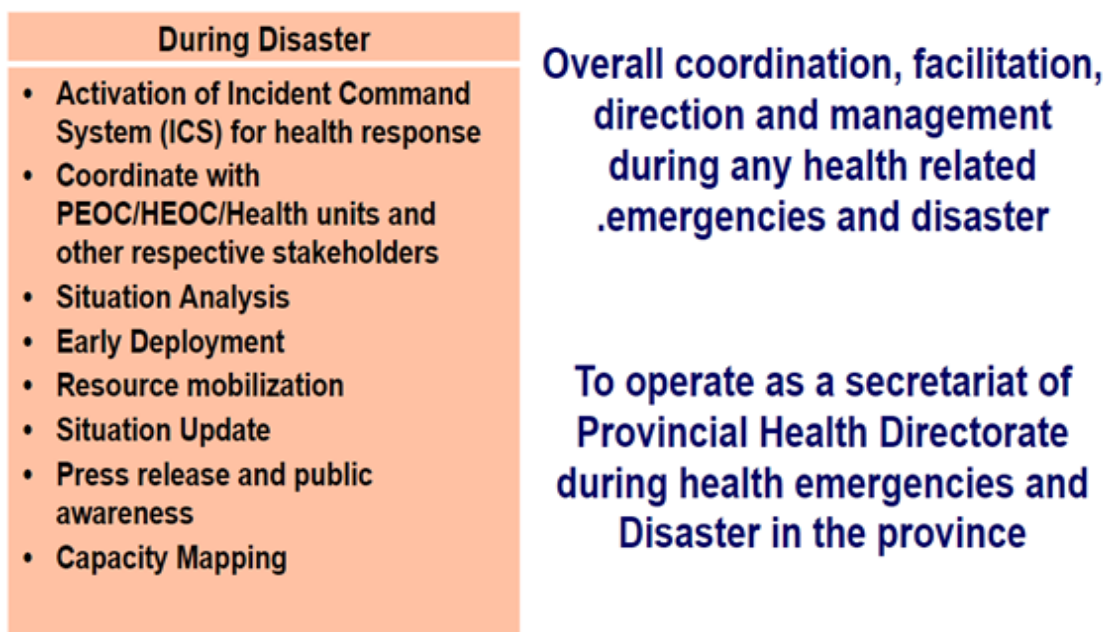 During Disaster
• Activation of Incident Command
System (ICS) for health response
• Coordinate with
PEOC/HEOC/Health units and
other respective stakeholders
• Situation Analysis
• Early Deployment
• Resource mobilization
• Situation Update
• Press release and public
awareness
• Capacity Mapping
Overall coordination, facilitation,
direction and management
during any health related
.emergencies and disaster
To operate as a secretariat of
Provincial Health Directorate
during health emergencies and
Disaster in the province